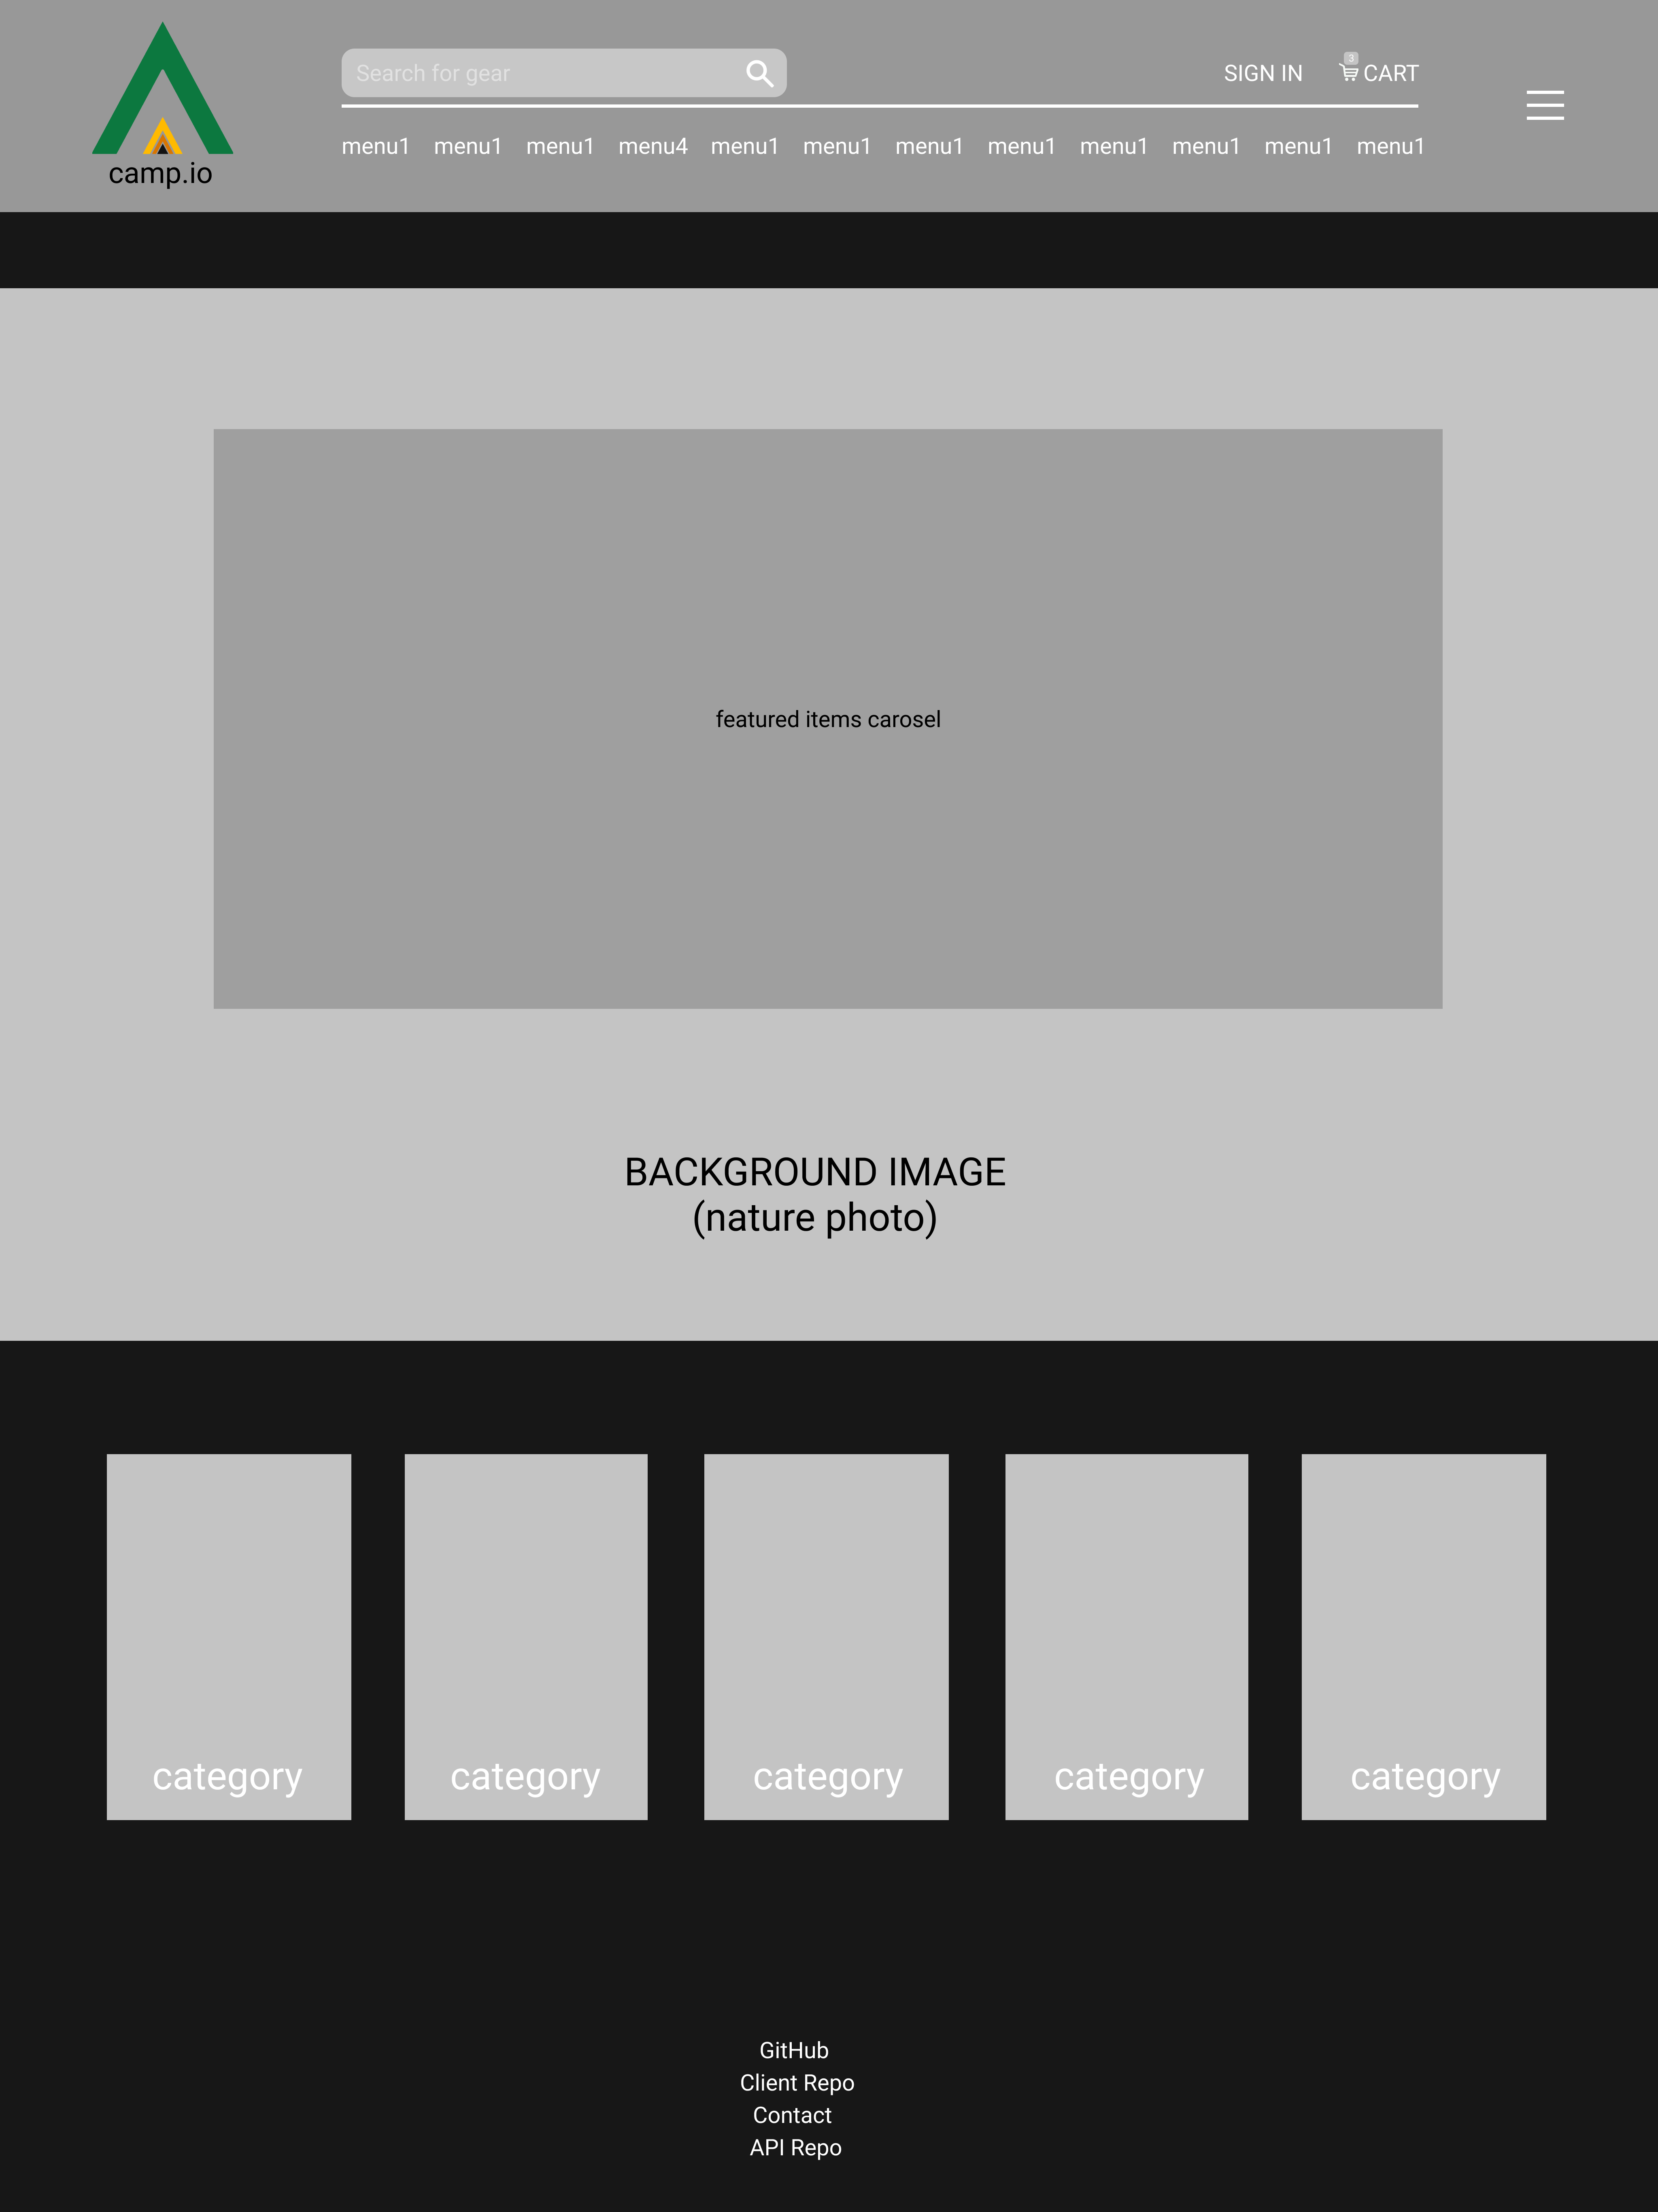 camp.io
Search for gear
SIGN IN
3
CART
menu1 menu1 menu1 menu4 menu1 menu1 menu1 menu1 menu1 menu1 menu1 menu1
featured items carosel
BACKGROUND IMAGE
(nature photo)
category category category category category
GitHub
Client Repo
Contact
API Repo